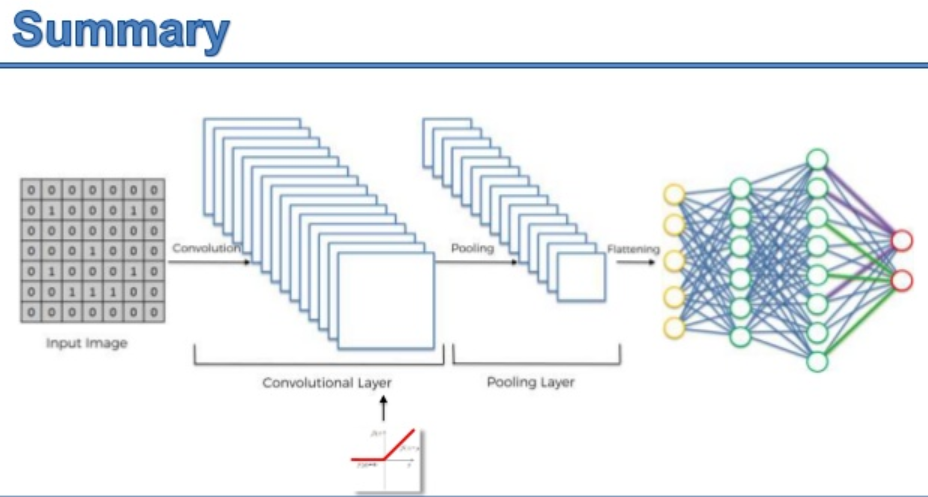 Summary
0 0 0 0 0 0 0
0 1 0 0 0 1 0
0 0 0 0 0 0 0
0 0 0 1 0 0 0
0 1 0 0 0 1 0
0 0 1 1 1 0 0
0 0 0 0 0 0 0
Input Image
Convolution
Convolutional Layer
Pooling
Pooling Layer
Flattening